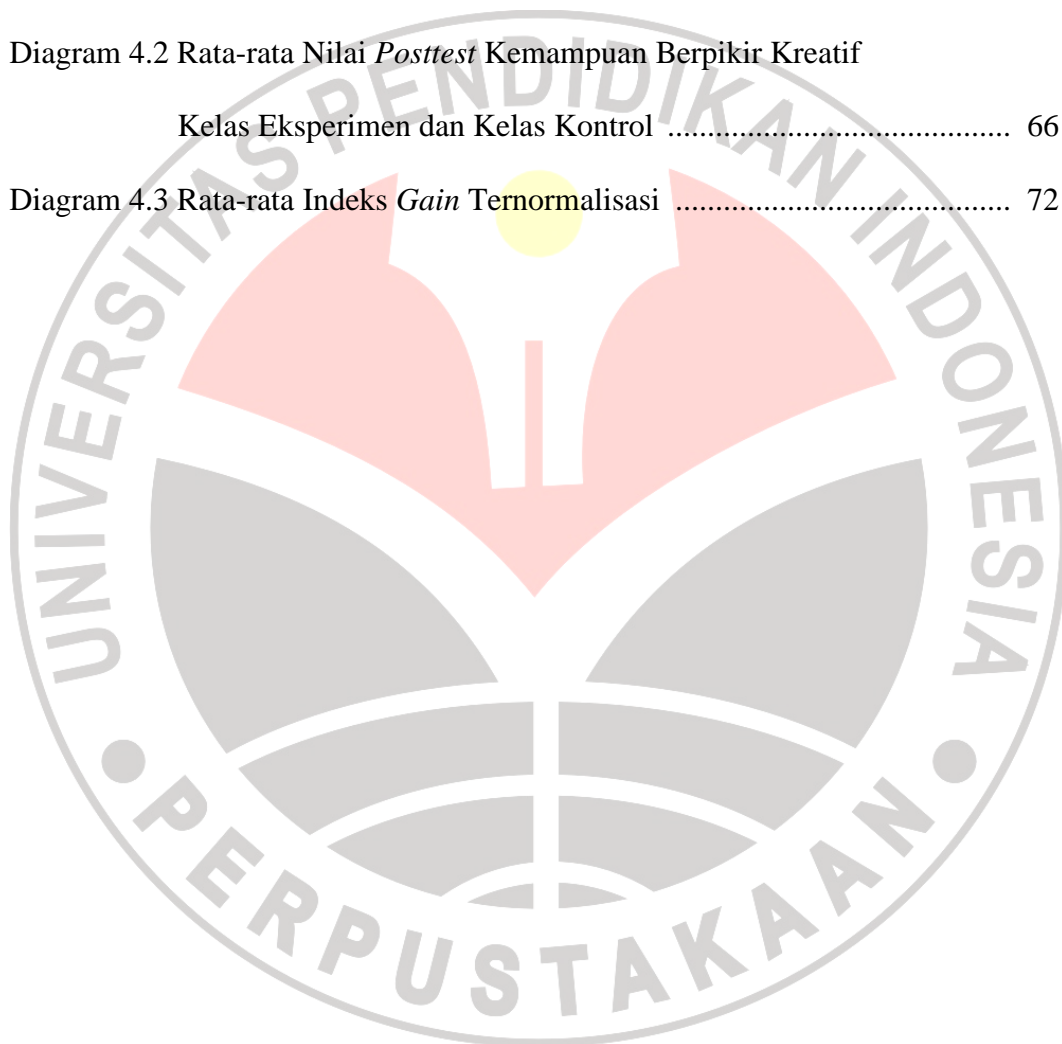 Diagram 4.2 Rata-rata Nilai Posttest Kemampuan Berpikir Kreatif
Kelas Eksperimen dan Kelas Kontrol ........................................... 66
Diagram 4.3 Rata-rata Indeks Gain Ternormalisasi .......................................... 72
UNIVERSITAS PENDIDIKAN INDONESIA
PERPUSTAKAAN